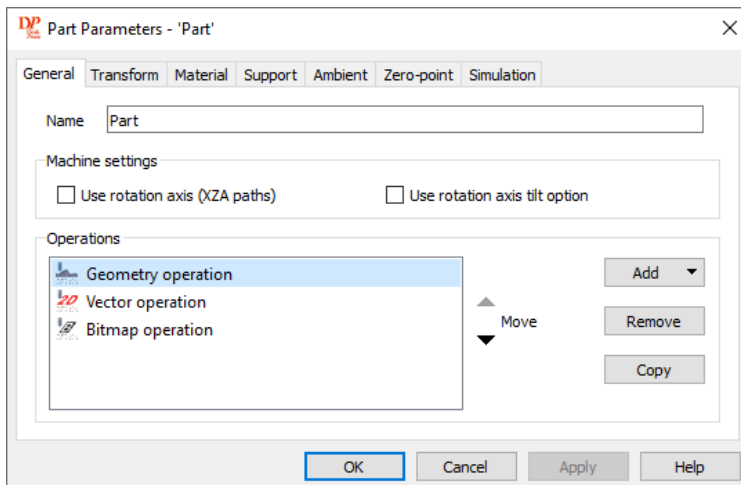 Part Parameters - 'Part'
General Transform Material Support Ambient Zero-point Simulation
Name Part
Machine settings
Use rotation axis (XZA paths) Use rotation axis tilt option
Operations
Geometry operation
2D Vector operation
Bitmap operation
Move
Add
Remove
Copy
OK Cancel Apply Help